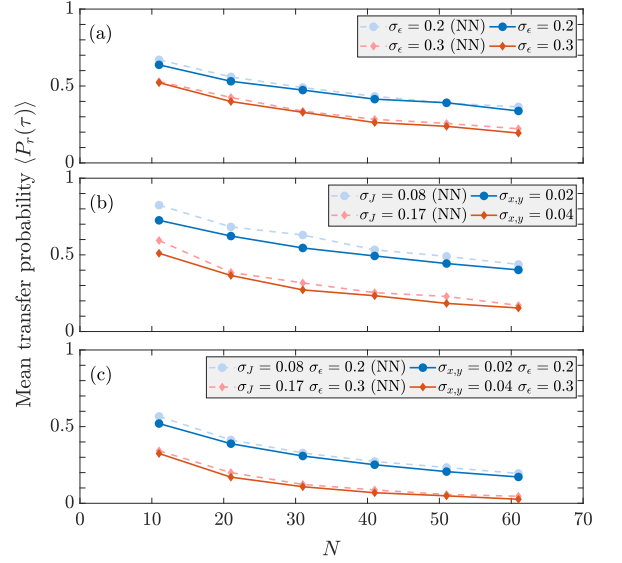 Mean transfer probability ⟨P_r(τ)⟩
1
(a)
σ_ϵ = 0.2 (NN) σ_ϵ = 0.2
σ_ϵ = 0.3 (NN) σ_ϵ = 0.3
0.5
0
1
(b)
σ_J = 0.08 (NN) σ_{x,y} = 0.02
σ_J = 0.17 (NN) σ_{x,y} = 0.04
0.5
0
1
(c)
σ_J = 0.08 σ_ϵ = 0.2 (NN) σ_{x,y} = 0.02 σ_ϵ = 0.2
σ_J = 0.17 σ_ϵ = 0.3 (NN) σ_{x,y} = 0.04 σ_ϵ = 0.3
0.5
0
0 10 20 30 40 50 60 70
N